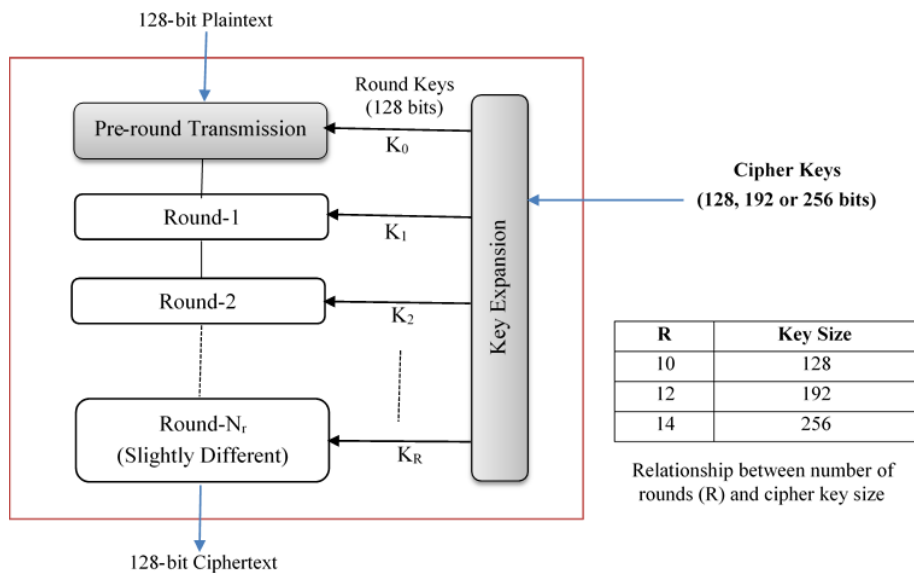 128-bit Plaintext
Round Keys
(128 bits)
Pre-round Transmission
K₀
Cipher Keys
(128, 192 or 256 bits)
Round-1
K₁
Round-2
K₂
Key Expansion
R Key Size
10 128
12 192
14 256
Round-Nᵣ
(Slightly Different)
K_R
Relationship between number of
rounds (R) and cipher key size
128-bit Ciphertext